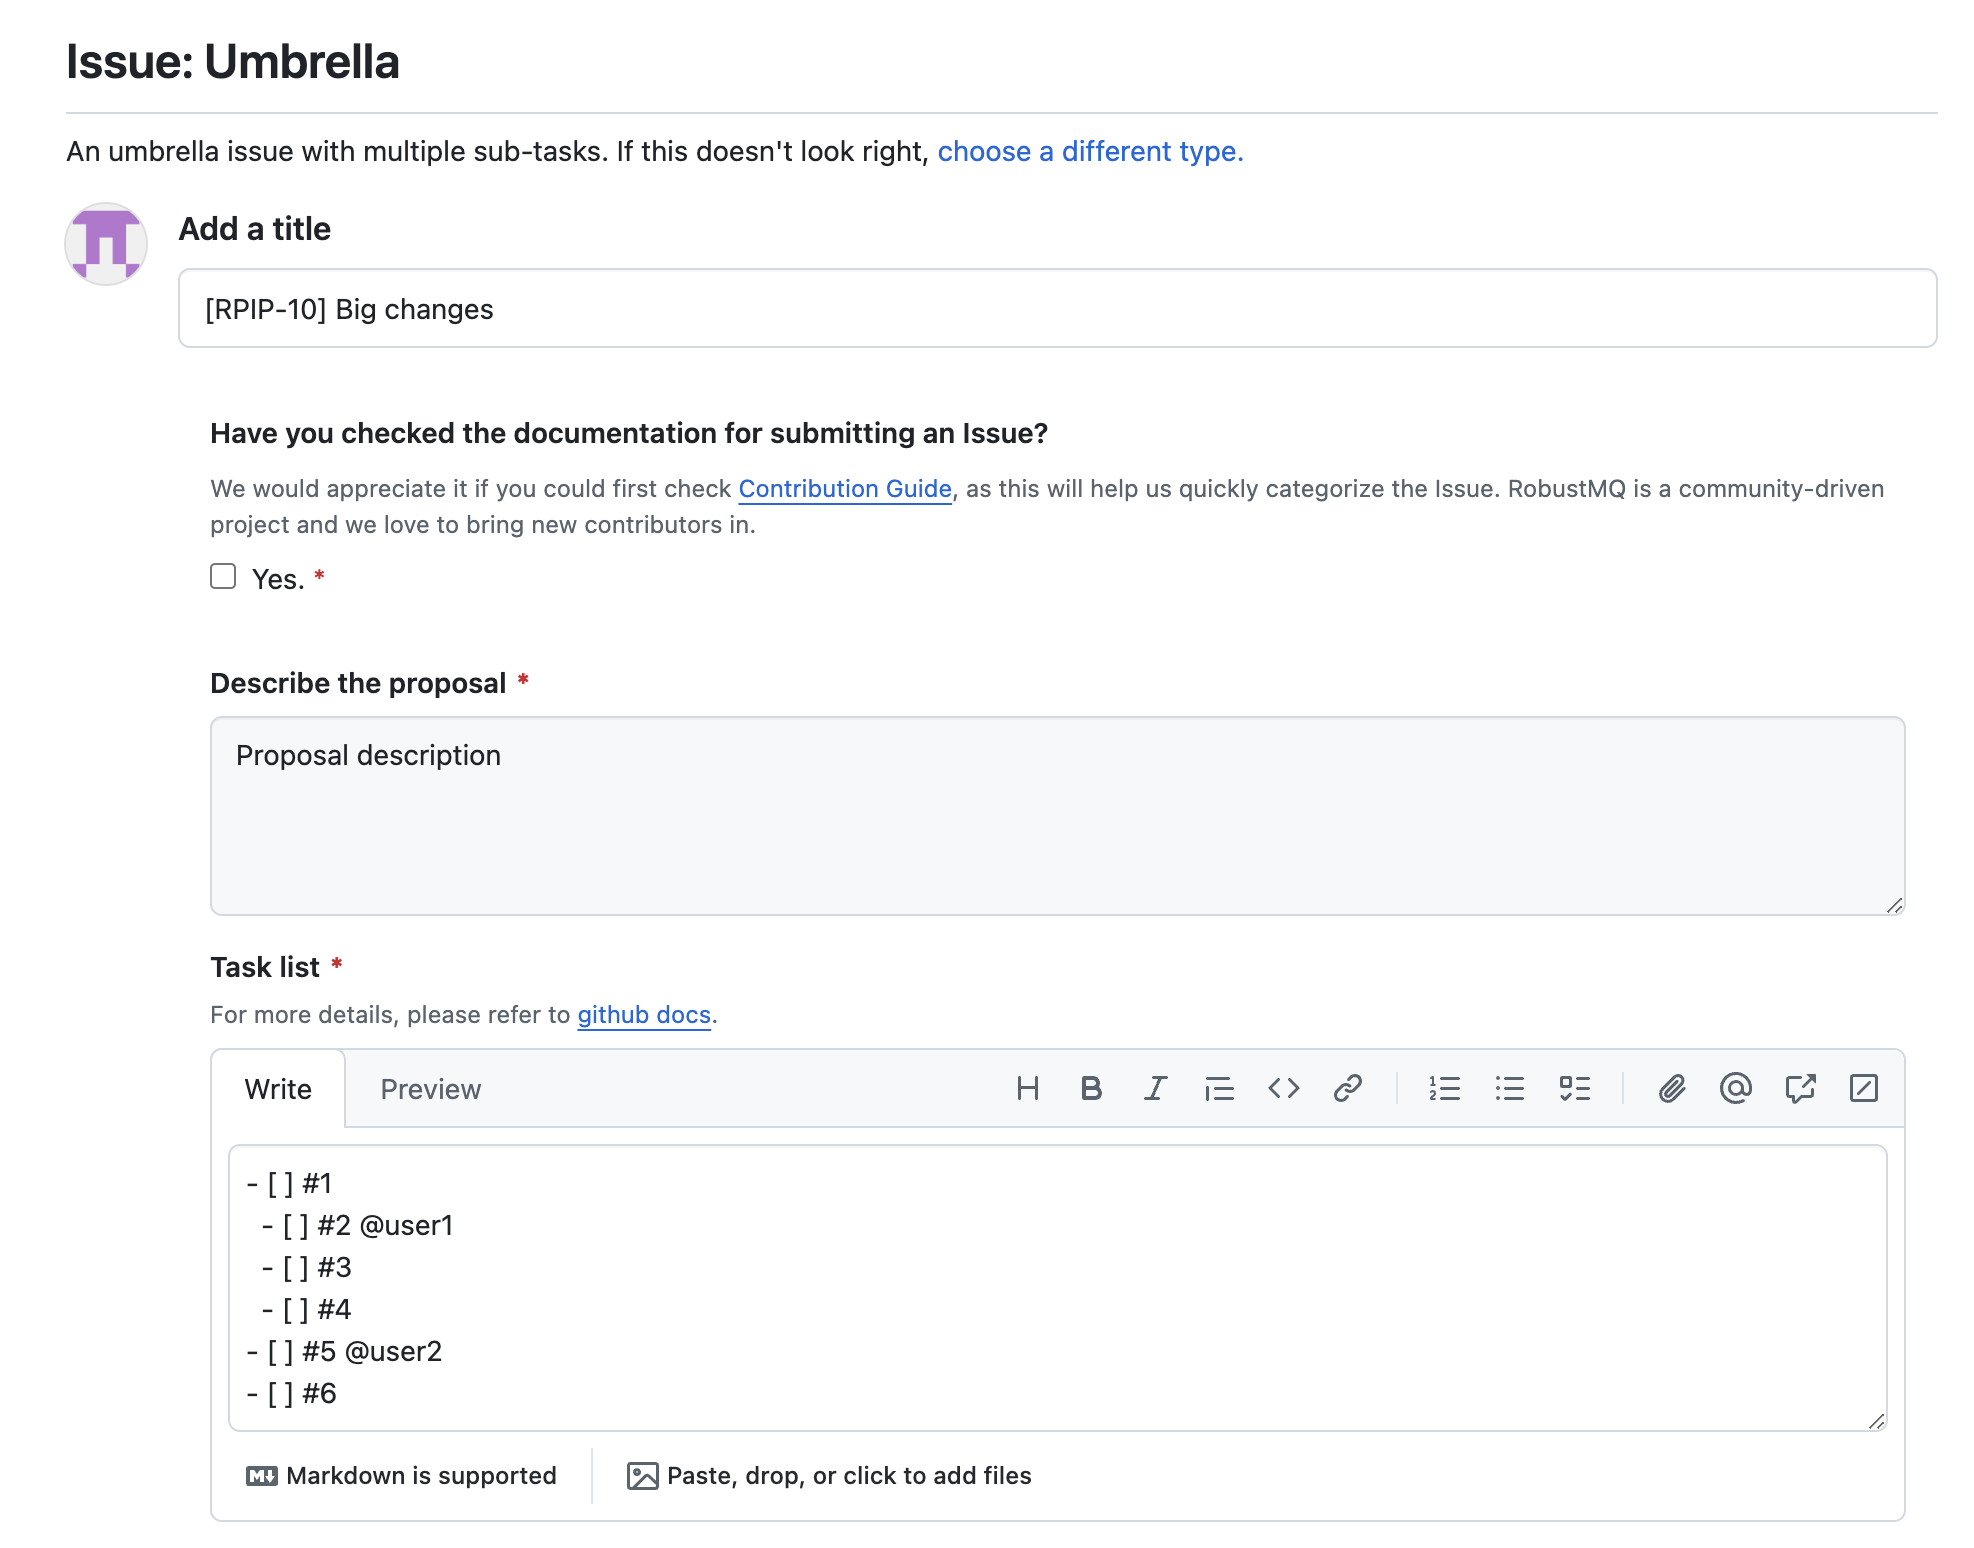 Issue: Umbrella
An umbrella issue with multiple sub-tasks. If this doesn't look right, choose a different type.
Add a title
[RPIP-10] Big changes
Have you checked the documentation for submitting an Issue?
We would appreciate it if you could first check Contribution Guide, as this will help us quickly categorize the Issue. RobustMQ is a community-driven
project and we love to bring new contributors in.
Yes. *
Describe the proposal *
Proposal description
Task list *
For more details, please refer to github docs.
Write Preview
- [ ] #1
  - [ ] #2 @user1
  - [ ] #3
  - [ ] #4
- [ ] #5 @user2
- [ ] #6
Markdown is supported Paste, drop, or click to add files